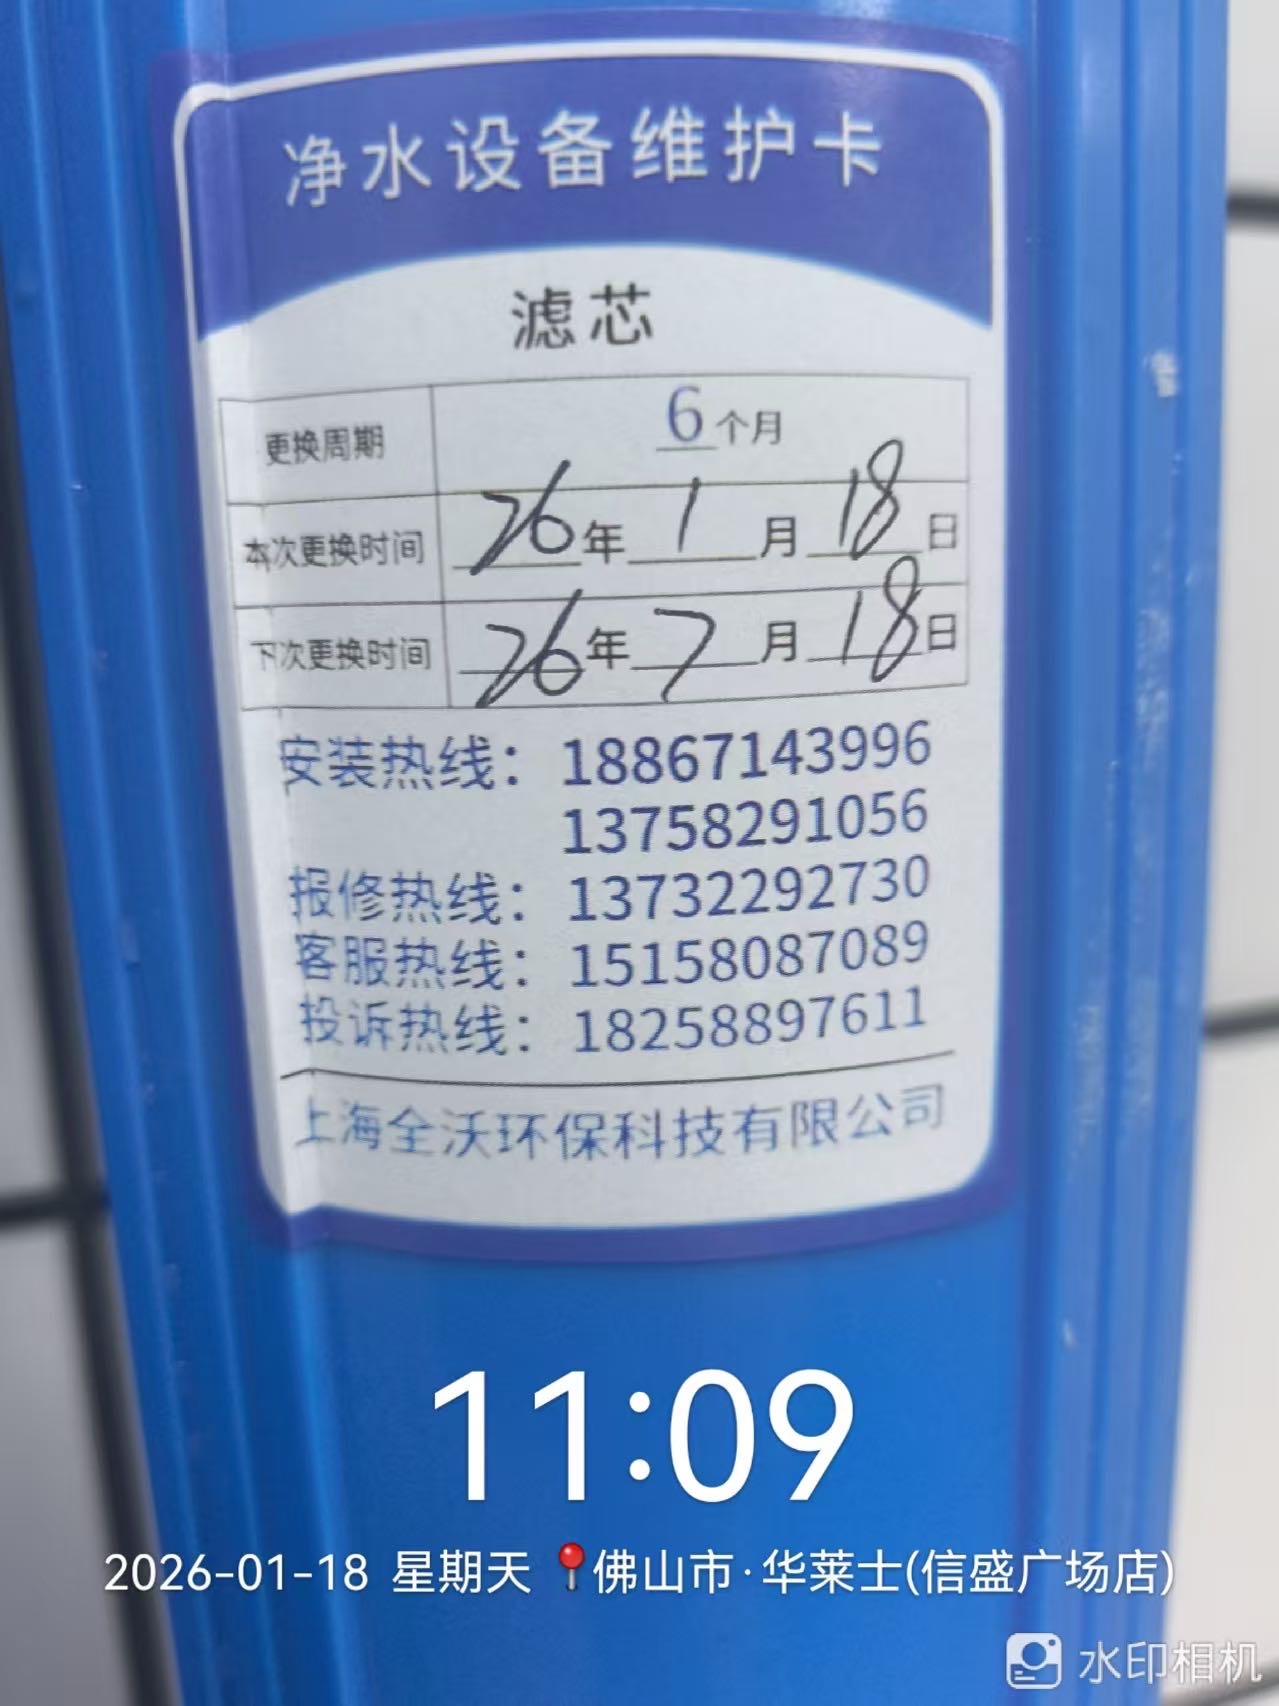 净水设备维护卡
滤芯
更换周期 6个月
本次更换时间 26年1月18日
下次更换时间 26年7月18日
安装热线：18867143996
13758291056
报修热线：13732292730
客服热线：15158087089
投诉热线：18258897611
上海全沃环保科技有限公司
11:09
2026-01-18 星期天 📍佛山市·华莱士(信盛广场店)
水印相机